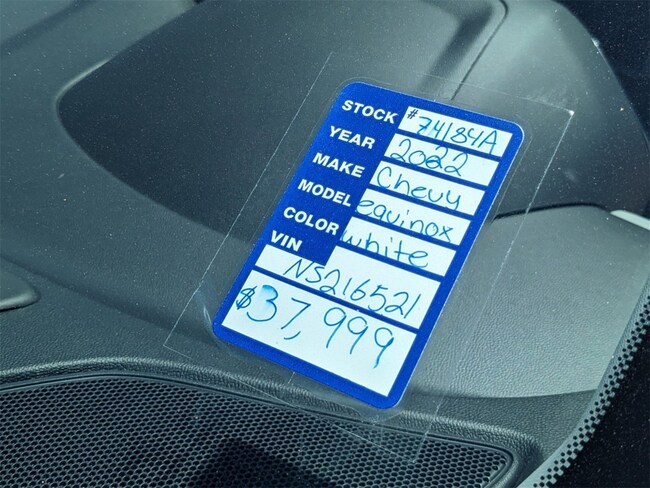 STOCK #74184A
YEAR 2022
MAKE Chevy
MODEL equinox
COLOR white
VIN NS216521
$37,999